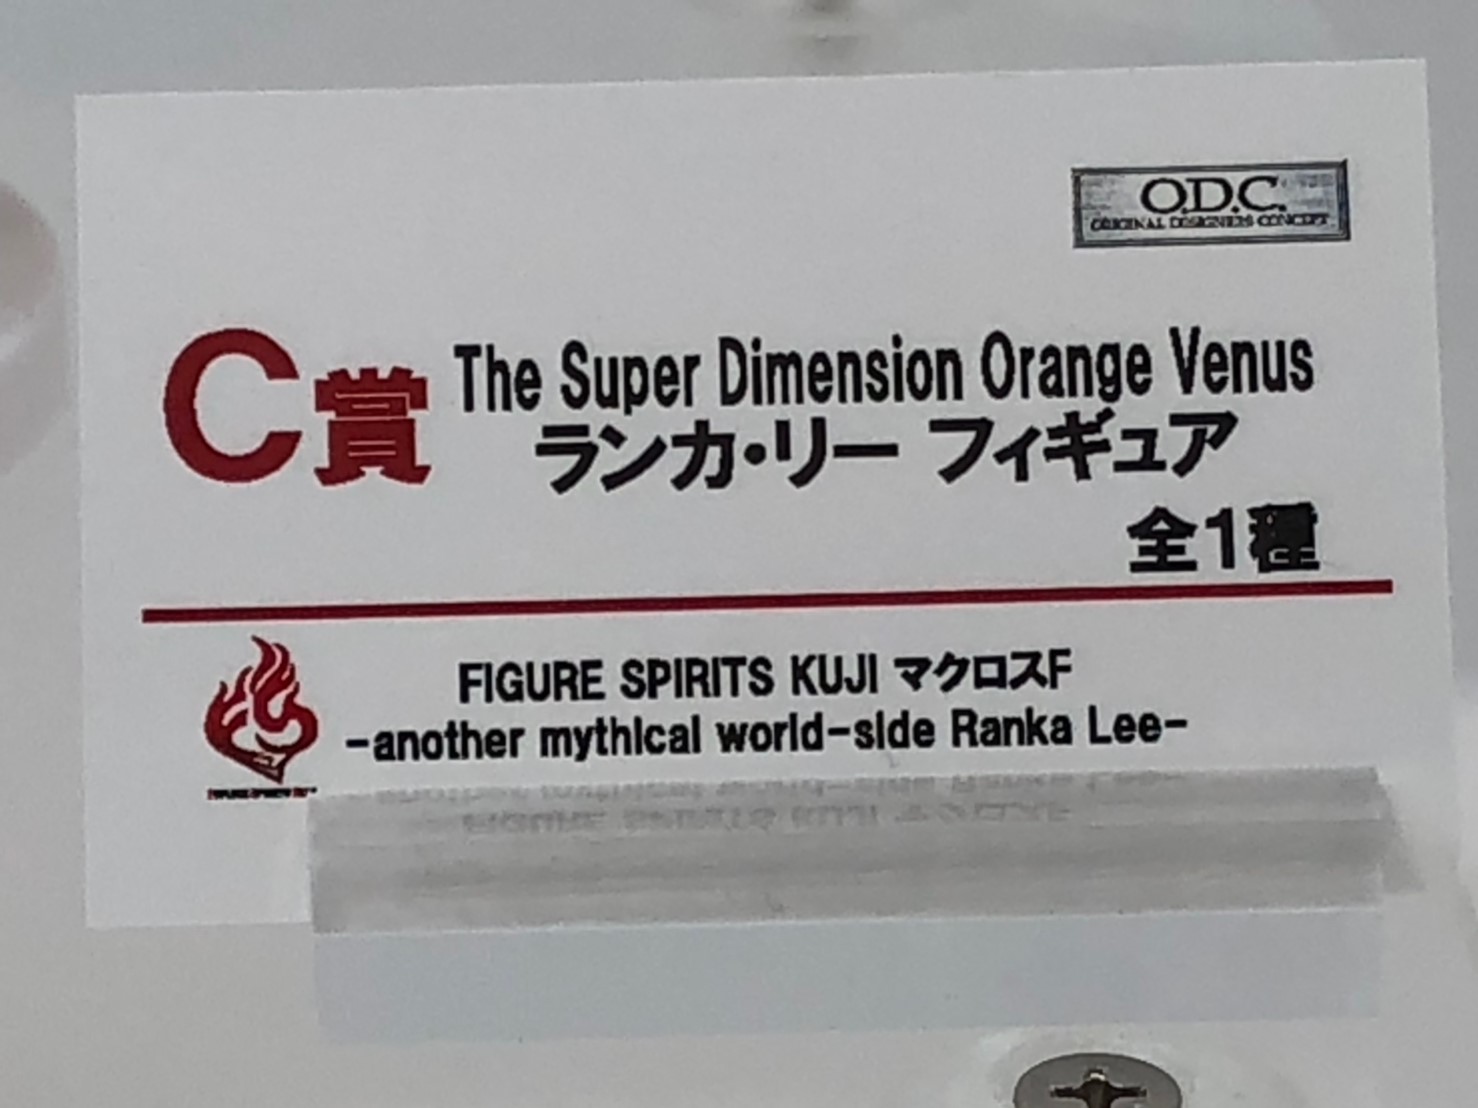 O.D.C.
ORIGINAL DESIGNERS CONCEPT
C賞
The Super Dimension Orange Venus
ランカ・リー フィギュア
全1種
FIGURE SPIRITS KUJI マクロスF
-another mythical world-side Ranka Lee-